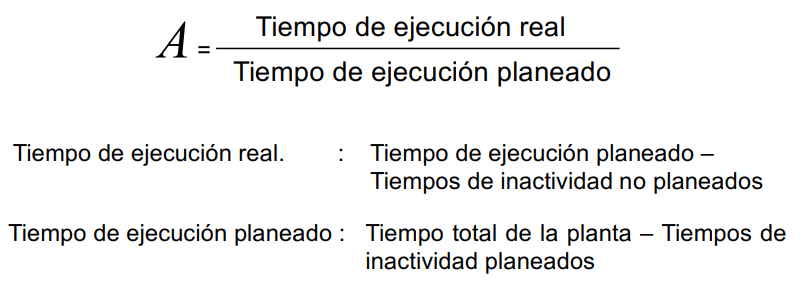 A = Tiempo de ejecución real
Tiempo de ejecución planeado
Tiempo de ejecución real. : Tiempo de ejecución planeado –
Tiempos de inactividad no planeados
Tiempo de ejecución planeado : Tiempo total de la planta – Tiempos de
inactividad planeados